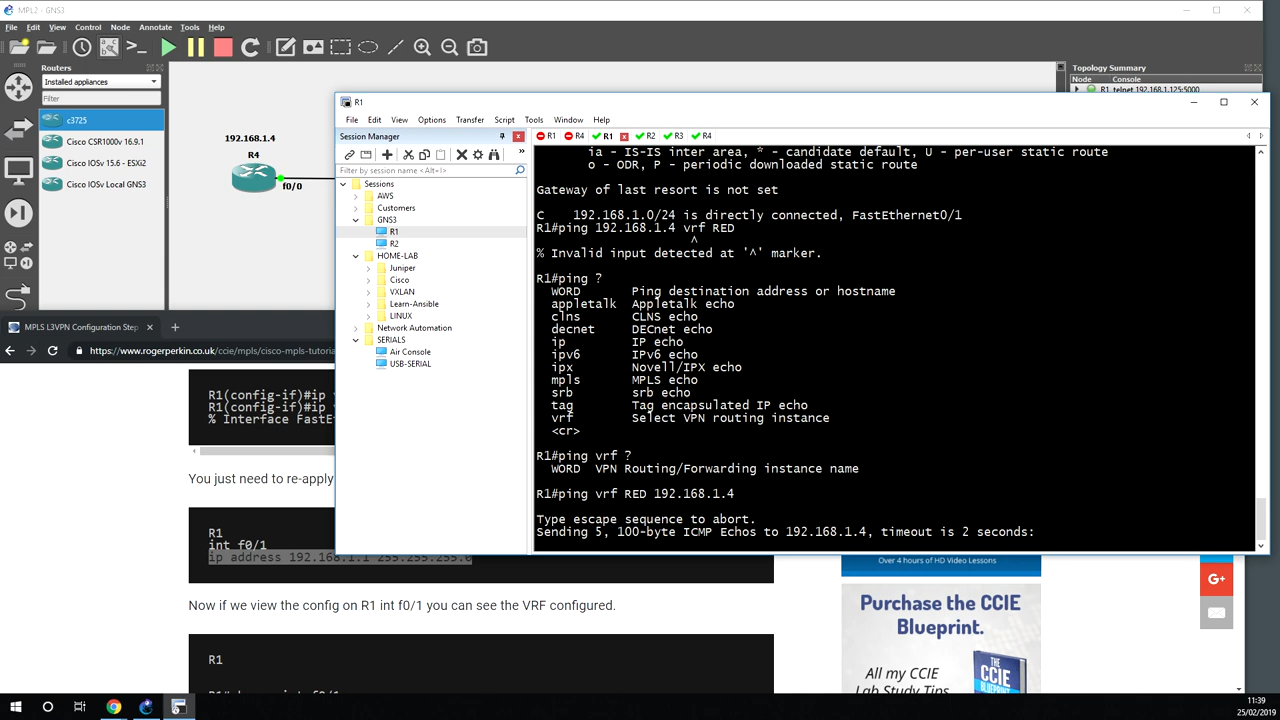 MPL2 - GNS3
File Edit View Control Node Annotate Tools Help
Routers
Installed appliances
Filter
c3725
Cisco CSR1000v 16.9.1
Cisco IOSv 15.6 - ESXi2
Cisco IOSv Local GNS3
192.168.1.4
R4
f0/0
Topology Summary
Node Console
R1 telnet 192.168.1.125:5000
R1
File Edit View Options Transfer Script Tools Window Help
Session Manager
Filter by session name <Alt+I>
Sessions
AWS
Customers
GNS3
R1
R2
HOME-LAB
Juniper
Cisco
VXLAN
Learn-Ansible
LINUX
Network Automation
SERIALS
Air Console
USB-SERIAL
R1 R4 R1 R2 R3 R4
ia - IS-IS inter area, * - candidate default, U - per-user static route
o - ODR, P - periodic downloaded static route
Gateway of last resort is not set
C 192.168.1.0/24 is directly connected, FastEthernet0/1
R1#ping 192.168.1.4 vrf RED
^
% Invalid input detected at '^' marker.
R1#ping ?
WORD Ping destination address or hostname
appletalk Appletalk echo
clns CLNS echo
decnet DECnet echo
ip IP echo
ipv6 IPv6 echo
ipx Novell/IPX echo
mpls MPLS echo
srb srb echo
tag Tag encapsulated IP echo
vrf Select VPN routing instance
<cr>
R1#ping vrf ?
WORD VPN Routing/Forwarding instance name
R1#ping vrf RED 192.168.1.4
Type escape sequence to abort.
Sending 5, 100-byte ICMP Echos to 192.168.1.4, timeout is 2 seconds:
MPLS L3VPN Configuration Step
https://www.rogerperkin.co.uk/ccie/mpls/cisco-mpls-tutoria
R1(config-if)#ip
R1(config-if)#ip
% Interface FastEt
You just need to re-apply
R1
int f0/1
ip address 192.168.1.1 255.255.255.0
Now if we view the config on R1 int f0/1 you can see the VRF configured.
R1
Over 4 hours of HD Video Lessons
Purchase the CCIE
Blueprint.
All my CCIE
Lab Study Tips
THE
CCIE
BLUEPRINT
G+
11:39
25/02/2019